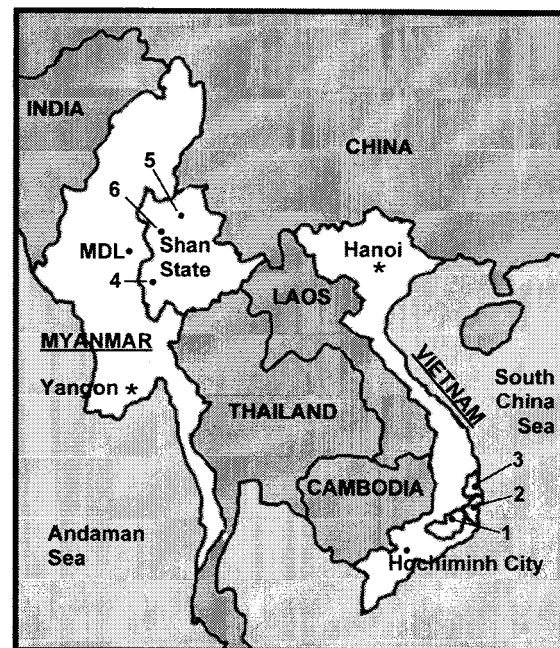 INDIA
CHINA
5
6
MDL
Shan
State
Hanoi
4
LAOS
MYANMAR
VIETNAM
South
China
Sea
Yangon
THAILAND
3
CAMBODIA
2
1
Andaman
Sea
Hochiminh City